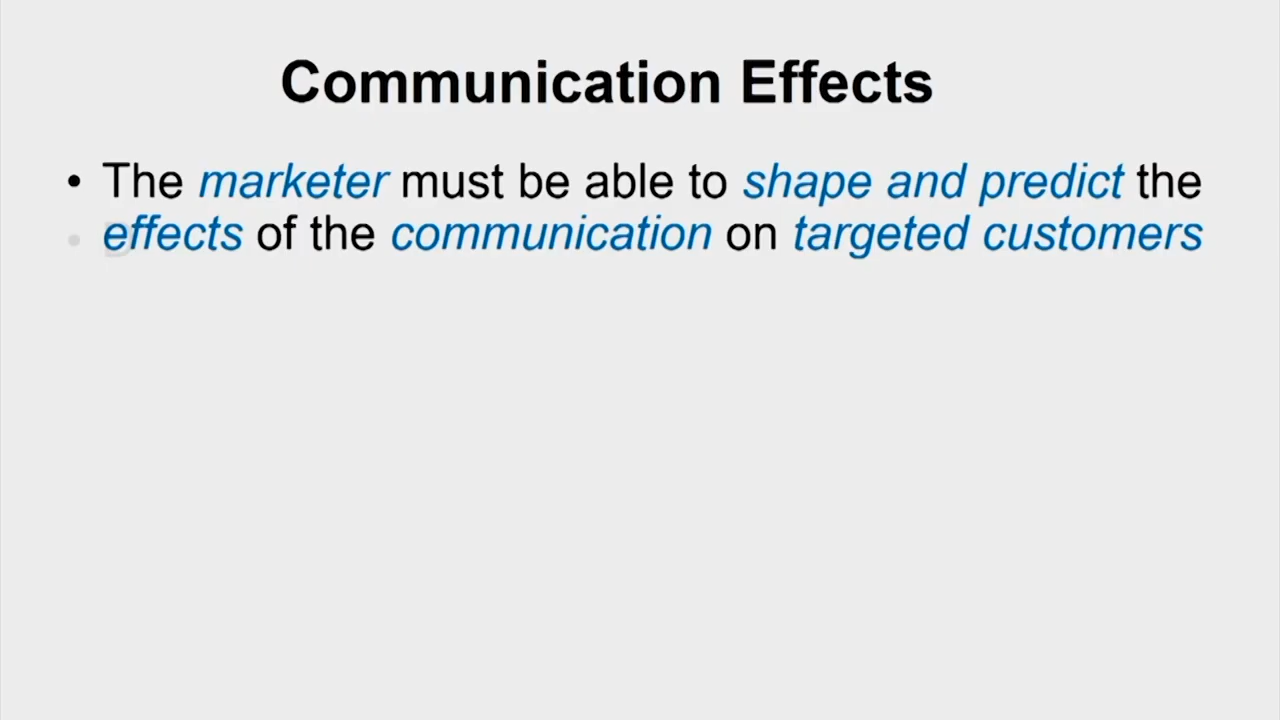 Communication Effects
• The marketer must be able to shape and predict the
effects of the communication on targeted customers